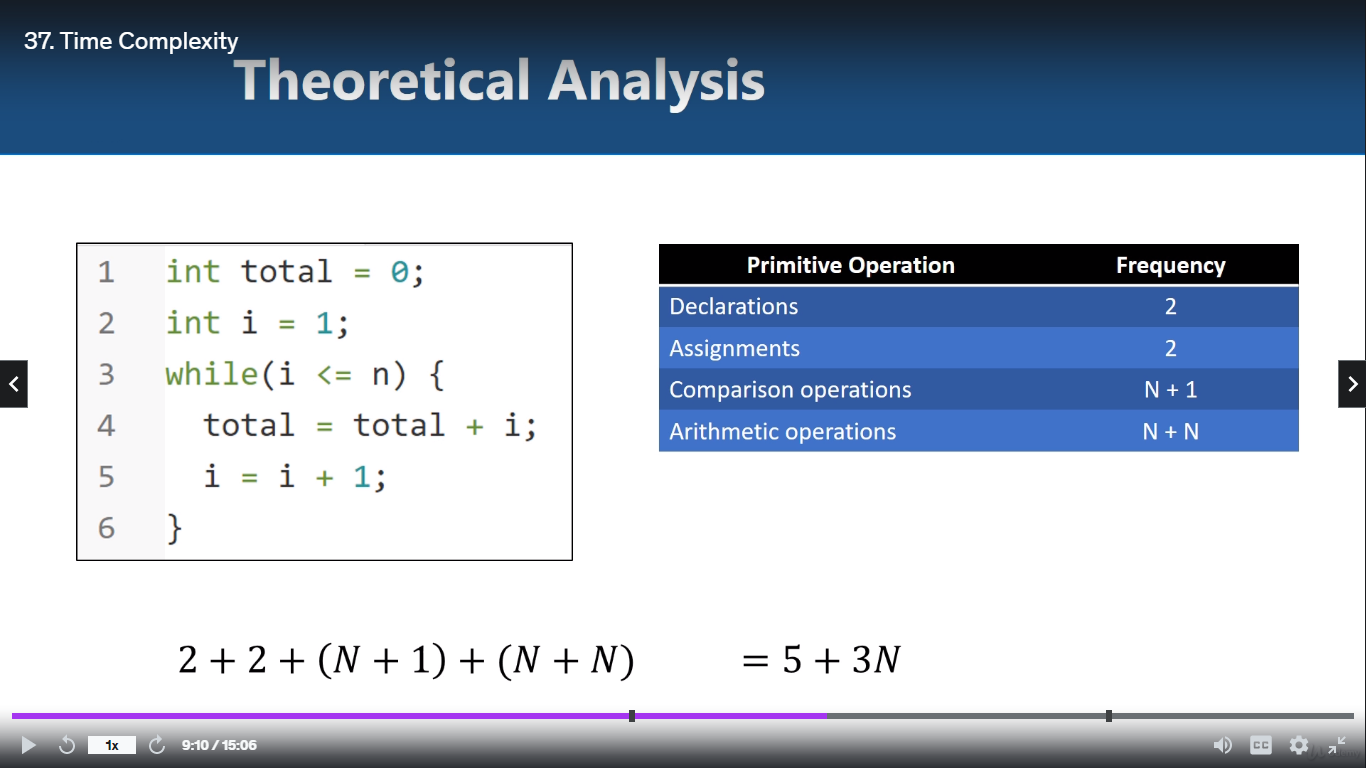 37. Time Complexity
Theoretical Analysis
1 int total = 0;
2 int i = 1;
3 while(i <= n) {
4 total = total + i;
5 i = i + 1;
6 }
Primitive Operation Frequency
Declarations 2
Assignments 2
Comparison operations N + 1
Arithmetic operations N + N
2 + 2 + (N + 1) + (N + N) = 5 + 3N
1x 9:10 / 15:06 CC